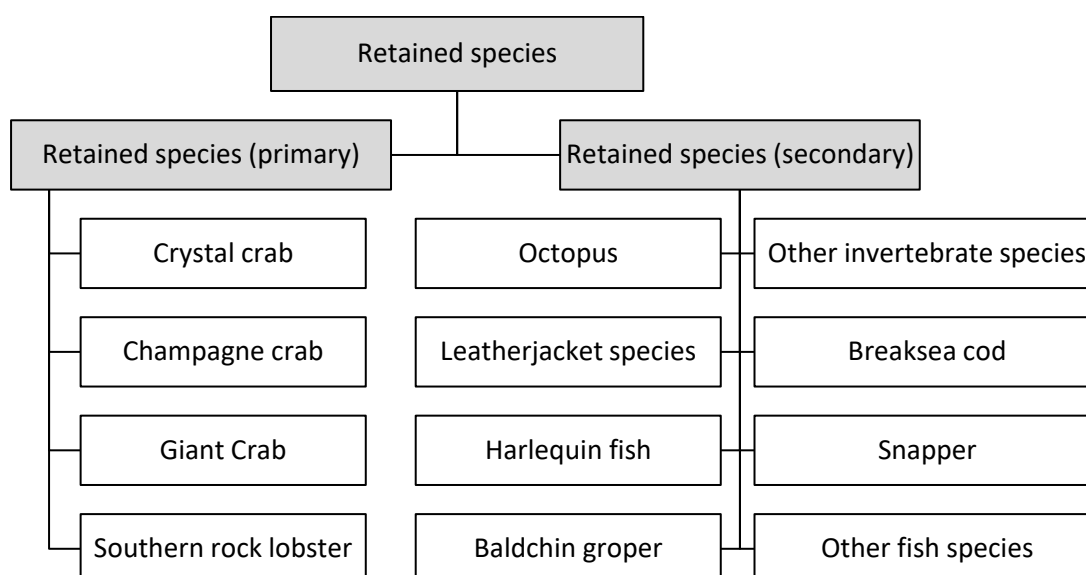 Retained species
Retained species (primary)
Retained species (secondary)
Crystal crab
Octopus
Other invertebrate species
Champagne crab
Leatherjacket species
Breaksea cod
Giant Crab
Harlequin fish
Snapper
Southern rock lobster
Baldchin groper
Other fish species